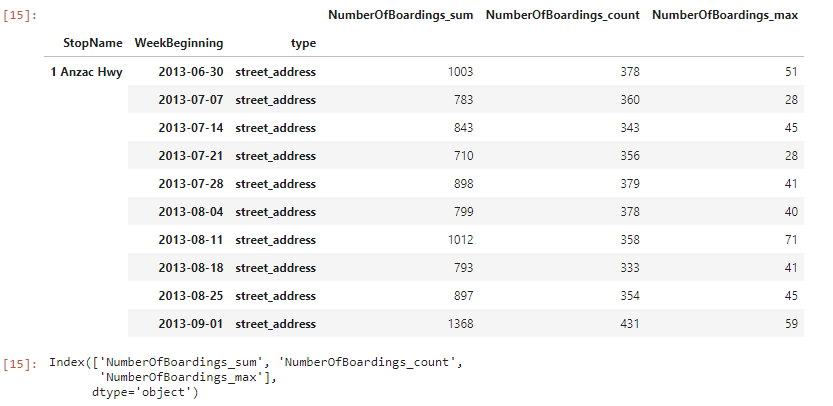 [15]:
NumberOfBoardings_sum NumberOfBoardings_count NumberOfBoardings_max
StopName WeekBeginning type
1 Anzac Hwy 2013-06-30 street_address 1003 378 51
2013-07-07 street_address 783 360 28
2013-07-14 street_address 843 343 45
2013-07-21 street_address 710 356 28
2013-07-28 street_address 898 379 41
2013-08-04 street_address 799 378 40
2013-08-11 street_address 1012 358 71
2013-08-18 street_address 793 333 41
2013-08-25 street_address 897 354 45
2013-09-01 street_address 1368 431 59
[15]: Index(['NumberOfBoardings_sum', 'NumberOfBoardings_count',
'NumberOfBoardings_max'],
dtype='object')